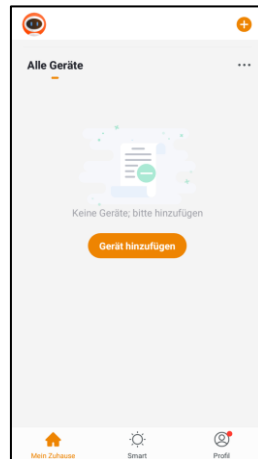 Alle Geräte
Keine Geräte; bitte hinzufügen
Gerät hinzufügen
Mein Zuhause
Smart
Profil